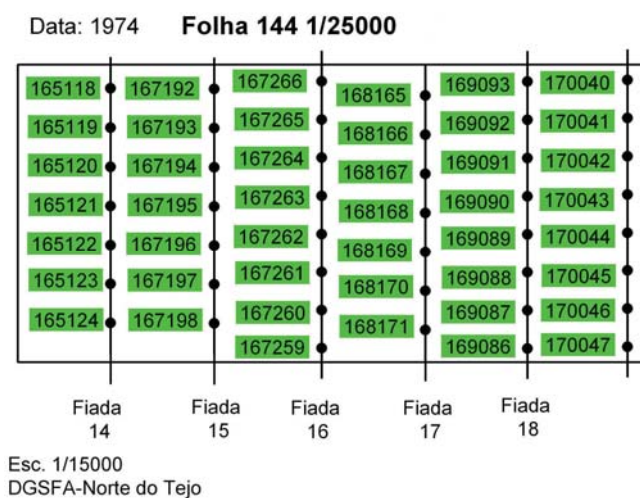 Data: 1974 Folha 144 1/25000
165118 167192 167266 168165 169093 170040
165119 167193 167265 168166 169092 170041
165120 167194 167264 168167 169091 170042
165121 167195 167263 168168 169090 170043
165122 167196 167262 168169 169089 170044
165123 167197 167261 168170 169088 170045
165124 167198 167260 168171 169087 170046
167259 169086 170047
Fiada Fiada Fiada Fiada Fiada
14 15 16 17 18
Esc. 1/15000
DGSFA-Norte do Tejo